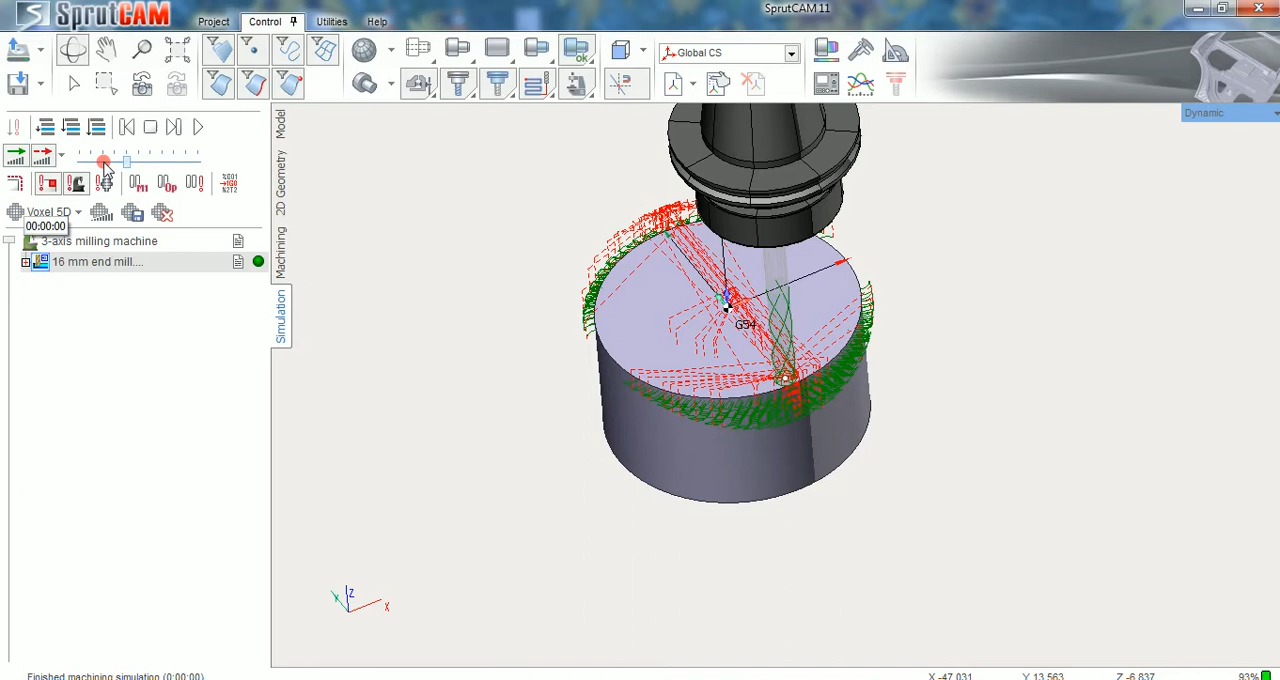 SprutCAM
Project
Control
Utilities
Help
SprutCAM 11
Global CS
Dynamic
Model
2D Geometry
Machining
Simulation
M1
Op
Voxel 5D
00:00:00
3-axis milling machine
16 mm end mill....
G54
Z
Y
X
Finished machining simulation (0:00:00)
X -47.031
Y 13.563
Z -6.837
93%